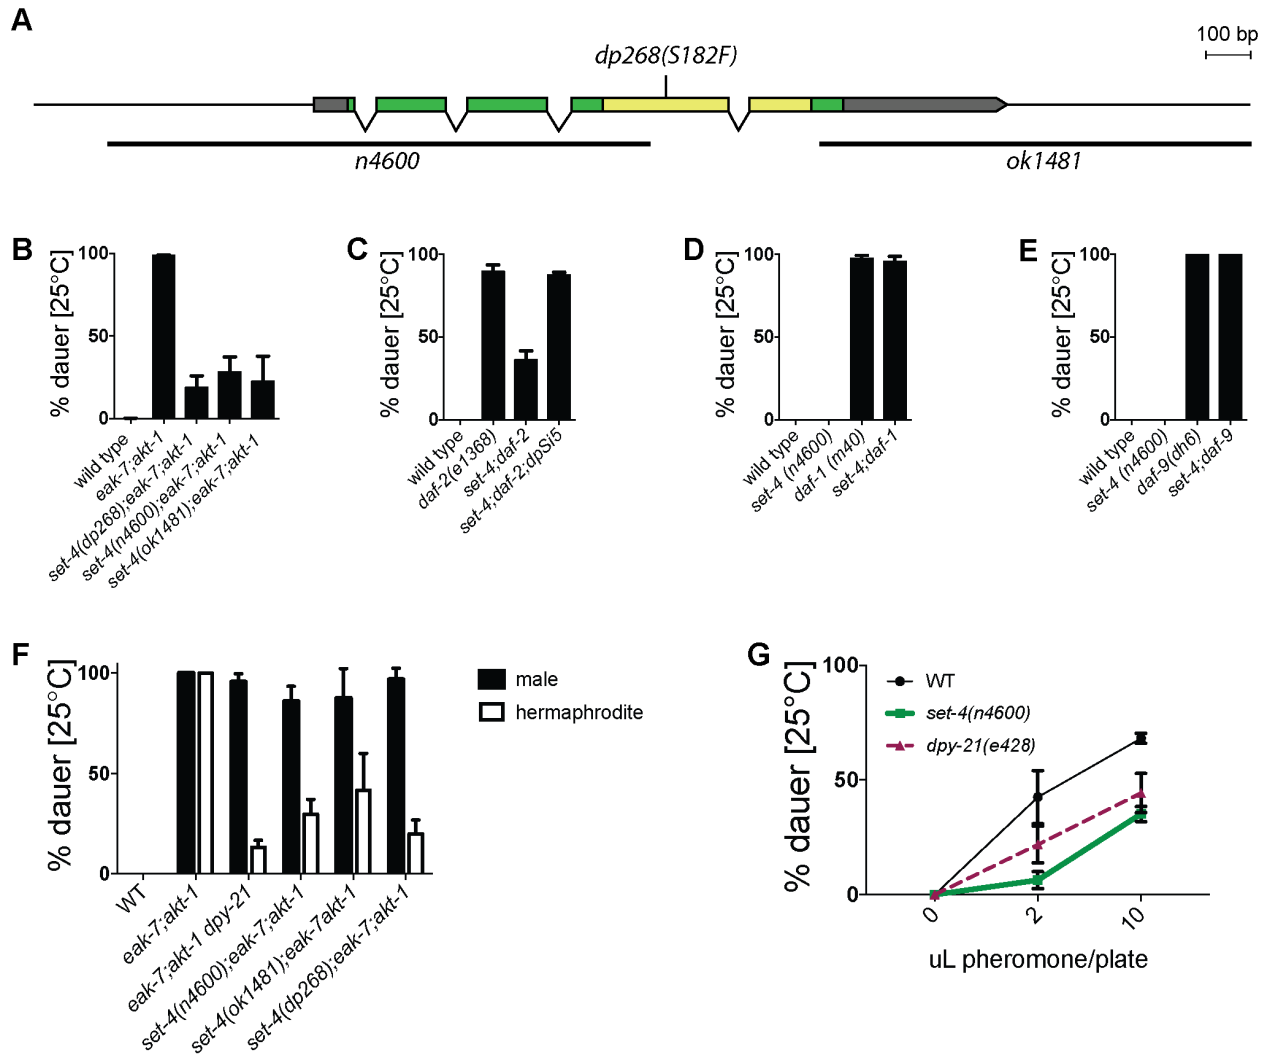 A
100 bp
dp268(S182F)
n4600
ok1481
B
% dauer [25°C]
100
50
0
wild type
eak-7;akt-1
set-4(dp268);eak-7;akt-1
set-4(n4600);eak-7;akt-1
set-4(ok1481);eak-7;akt-1
C
% dauer [25°C]
100
50
0
wild type
daf-2(e1368)
set-4;daf-2
set-4;daf-2;dpSi5
D
% dauer [25°C]
100
50
0
wild type
set-4 (n4600)
daf-1 (m40)
set-4;daf-1
E
% dauer [25°C]
100
50
0
wild type
set-4 (n4600)
daf-9(dh6)
set-4;daf-9
F
% dauer [25°C]
100
50
0
WT
eak-7;akt-1
eak-7;akt-1 dpy-21
set-4(n4600);eak-7;akt-1
set-4(ok1481);eak-7akt-1
set-4(dp268);eak-7;akt-1
male
hermaphrodite
G
% dauer [25°C]
100
50
0
WT
set-4(n4600)
dpy-21(e428)
0
2
10
uL pheromone/plate